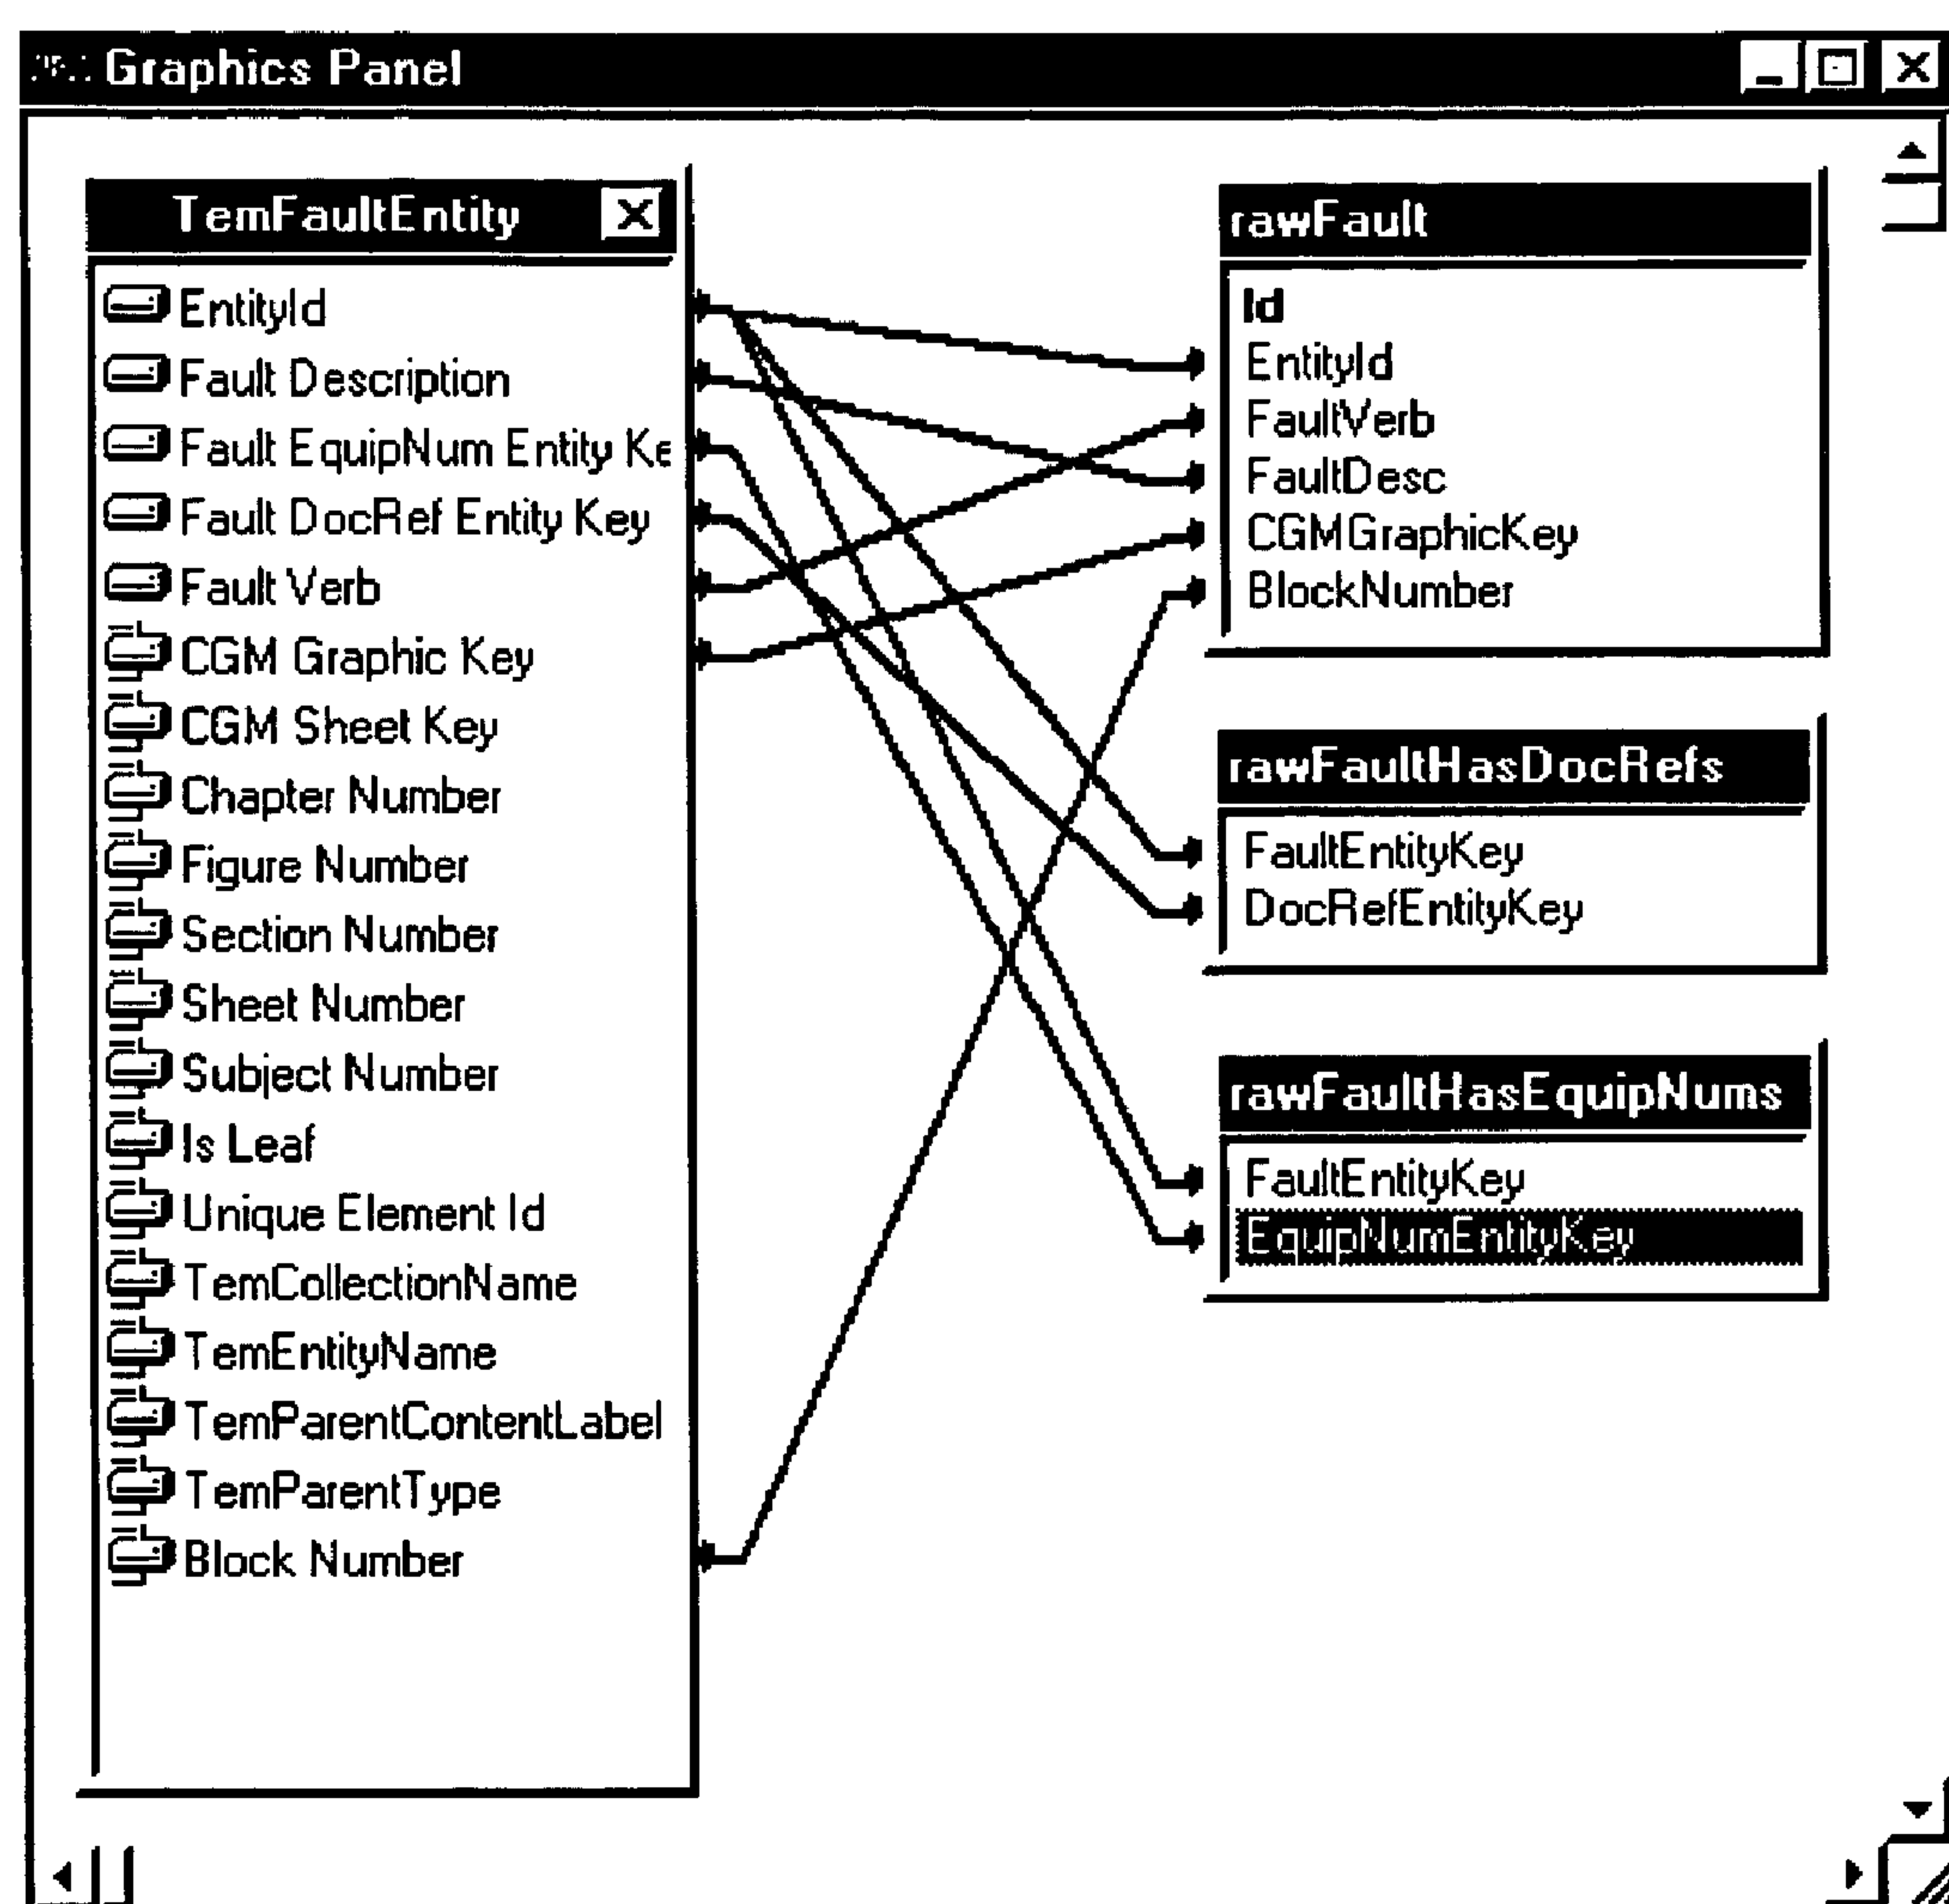 Graphics Panel
TemFaultEntity
EntityId
Fault Description
Fault EquipNum Entity Ke
Fault DocRef Entity Key
Fault Verb
CGM Graphic Key
CGM Sheet Key
Chapter Number
Figure Number
Section Number
Sheet Number
Subject Number
Is Leaf
Unique Element Id
TemCollectionName
TemEntityName
TemParentContentLabel
TemParentType
Block Number
rawFault
Id
EntityId
FaultVerb
FaultDesc
CGMGraphicKey
BlockNumber
rawFaultHasDocRefs
FaultEntityKey
DocRefEntityKey
rawFaultHasEquipNums
FaultEntityKey
EquipNumEntityKey